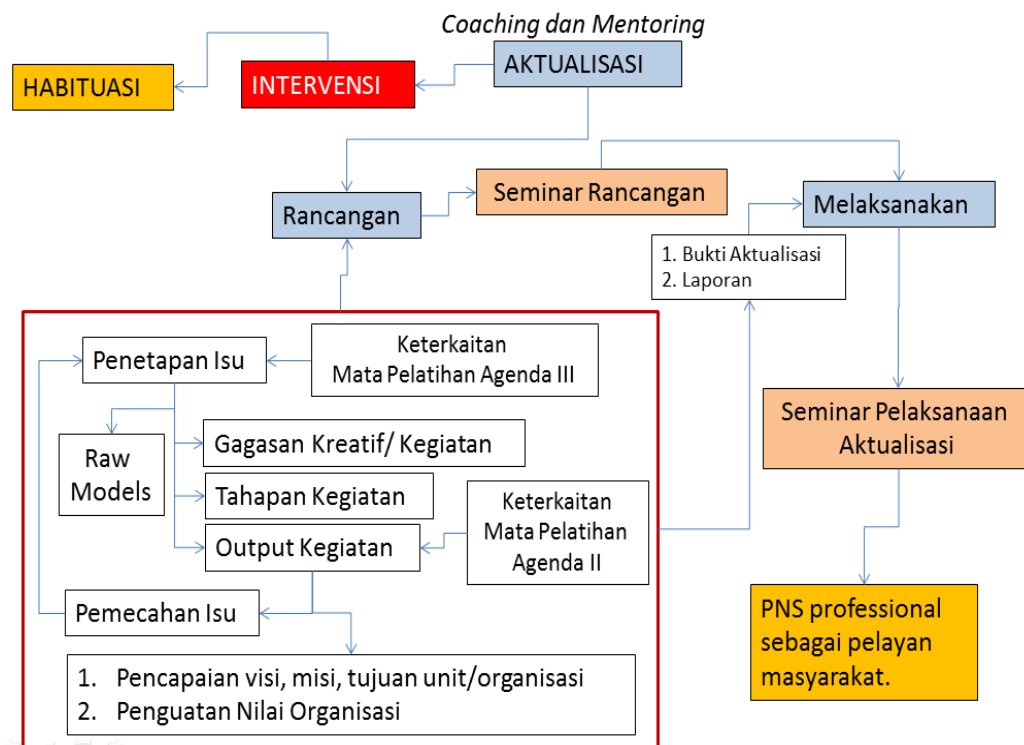 Coaching dan Mentoring
AKTUALISASI
INTERVENSI
HABITUASI
Rancangan
Seminar Rancangan
Melaksanakan
1. Bukti Aktualisasi
2. Laporan
Penetapan Isu
Keterkaitan
Mata Pelatihan Agenda III
Raw
Models
Gagasan Kreatif/ Kegiatan
Tahapan Kegiatan
Output Kegiatan
Keterkaitan
Mata Pelatihan
Agenda II
Pemecahan Isu
1. Pencapaian visi, misi, tujuan unit/organisasi
2. Penguatan Nilai Organisasi
Seminar Pelaksanaan
Aktualisasi
PNS professional
sebagai pelayan
masyarakat.